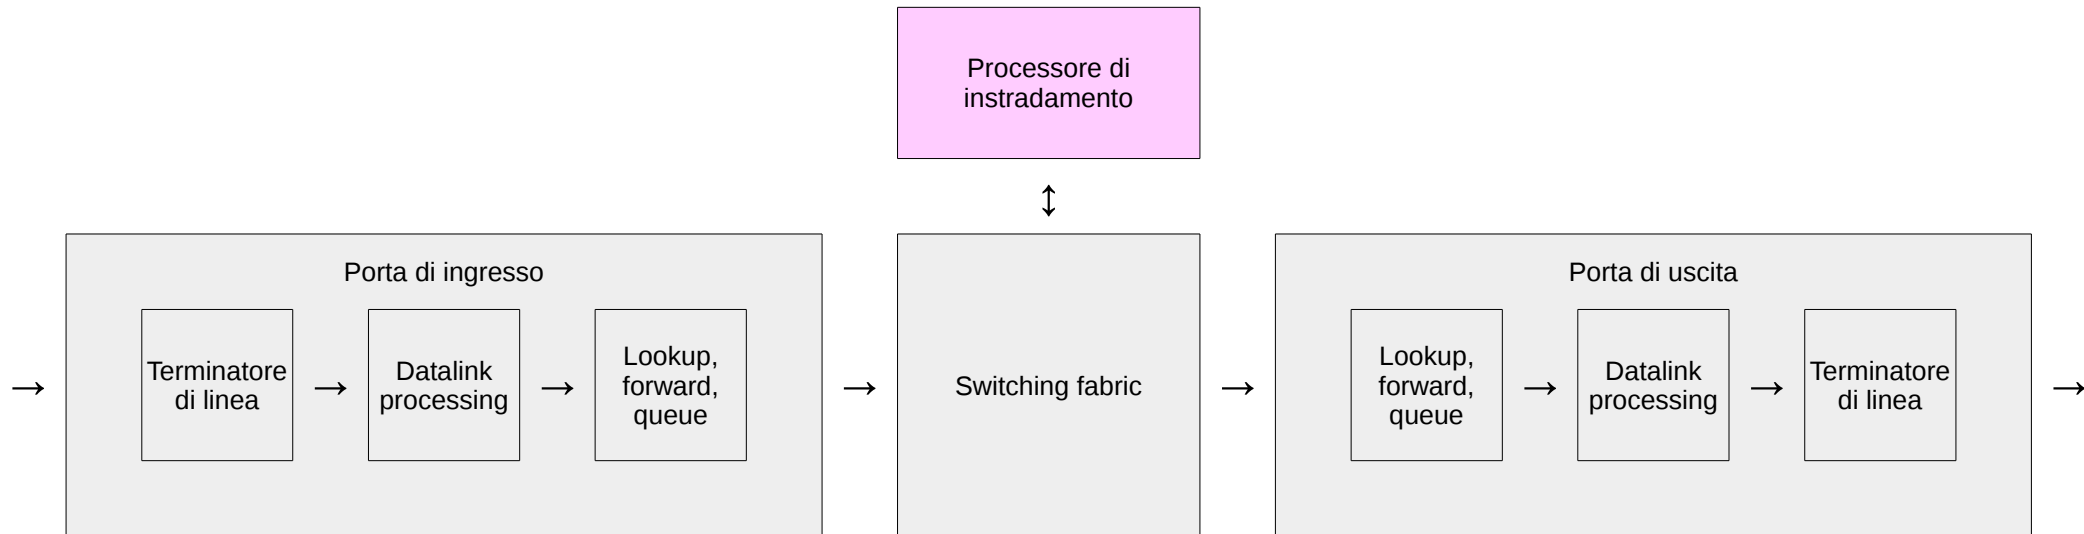 Processore di
instradamento
↕
Porta di ingresso
Porta di uscita
→
Terminatore
di linea
→
Datalink
processing
→
Lookup,
forward,
queue
→
Switching fabric
→
Lookup,
forward,
queue
→
Datalink
processing
→
Terminatore
di linea
→